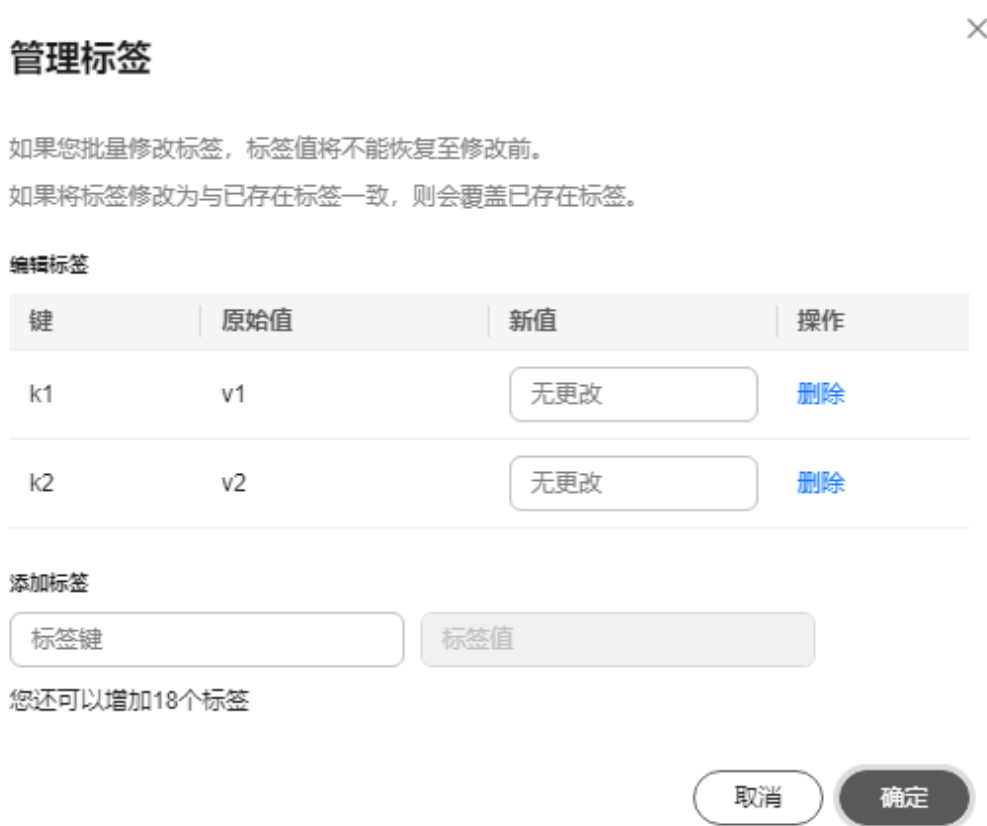 管理标签
如果您批量修改标签，标签值将不能恢复至修改前。
如果将标签修改为与已存在标签一致，则会覆盖已存在标签。
编辑标签
键 原始值 新值 操作
k1 v1 无更改 删除
k2 v2 无更改 删除
添加标签
标签键 标签值
您还可以增加18个标签
取消 确定